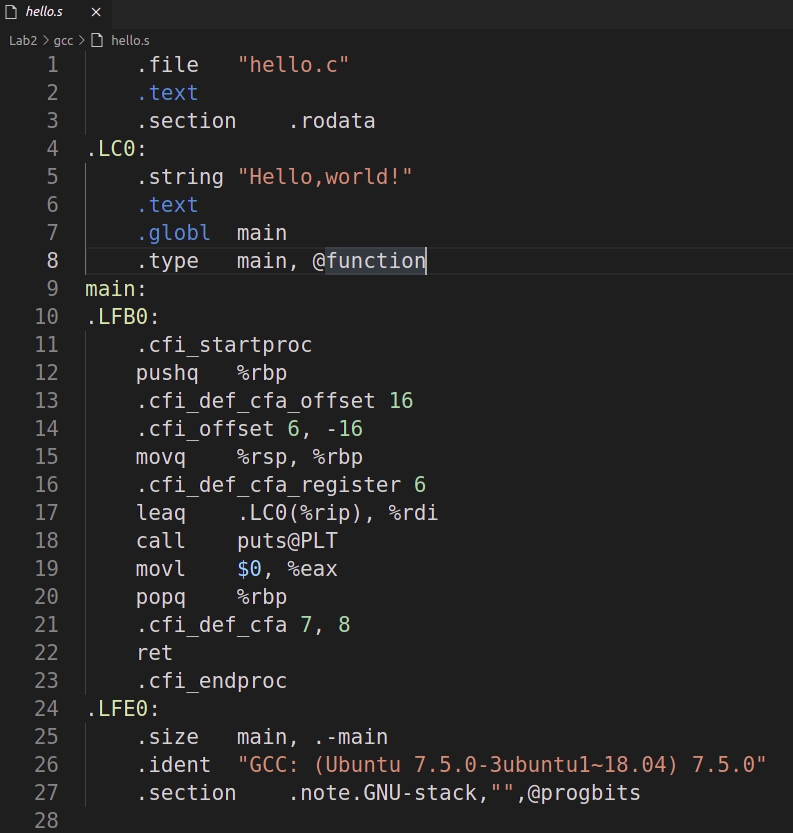 hello.s ×
Lab2 > gcc > hello.s
1 .file "hello.c"
2 .text
3 .section .rodata
4 .LC0:
5 .string "Hello,world!"
6 .text
7 .globl main
8 .type main, @function
9 main:
10 .LFB0:
11 .cfi_startproc
12 pushq %rbp
13 .cfi_def_cfa_offset 16
14 .cfi_offset 6, -16
15 movq %rsp, %rbp
16 .cfi_def_cfa_register 6
17 leaq .LC0(%rip), %rdi
18 call puts@PLT
19 movl $0, %eax
20 popq %rbp
21 .cfi_def_cfa 7, 8
22 ret
23 .cfi_endproc
24 .LFE0:
25 .size main, .-main
26 .ident "GCC: (Ubuntu 7.5.0-3ubuntu1~18.04) 7.5.0"
27 .section .note.GNU-stack,"",@progbits
28